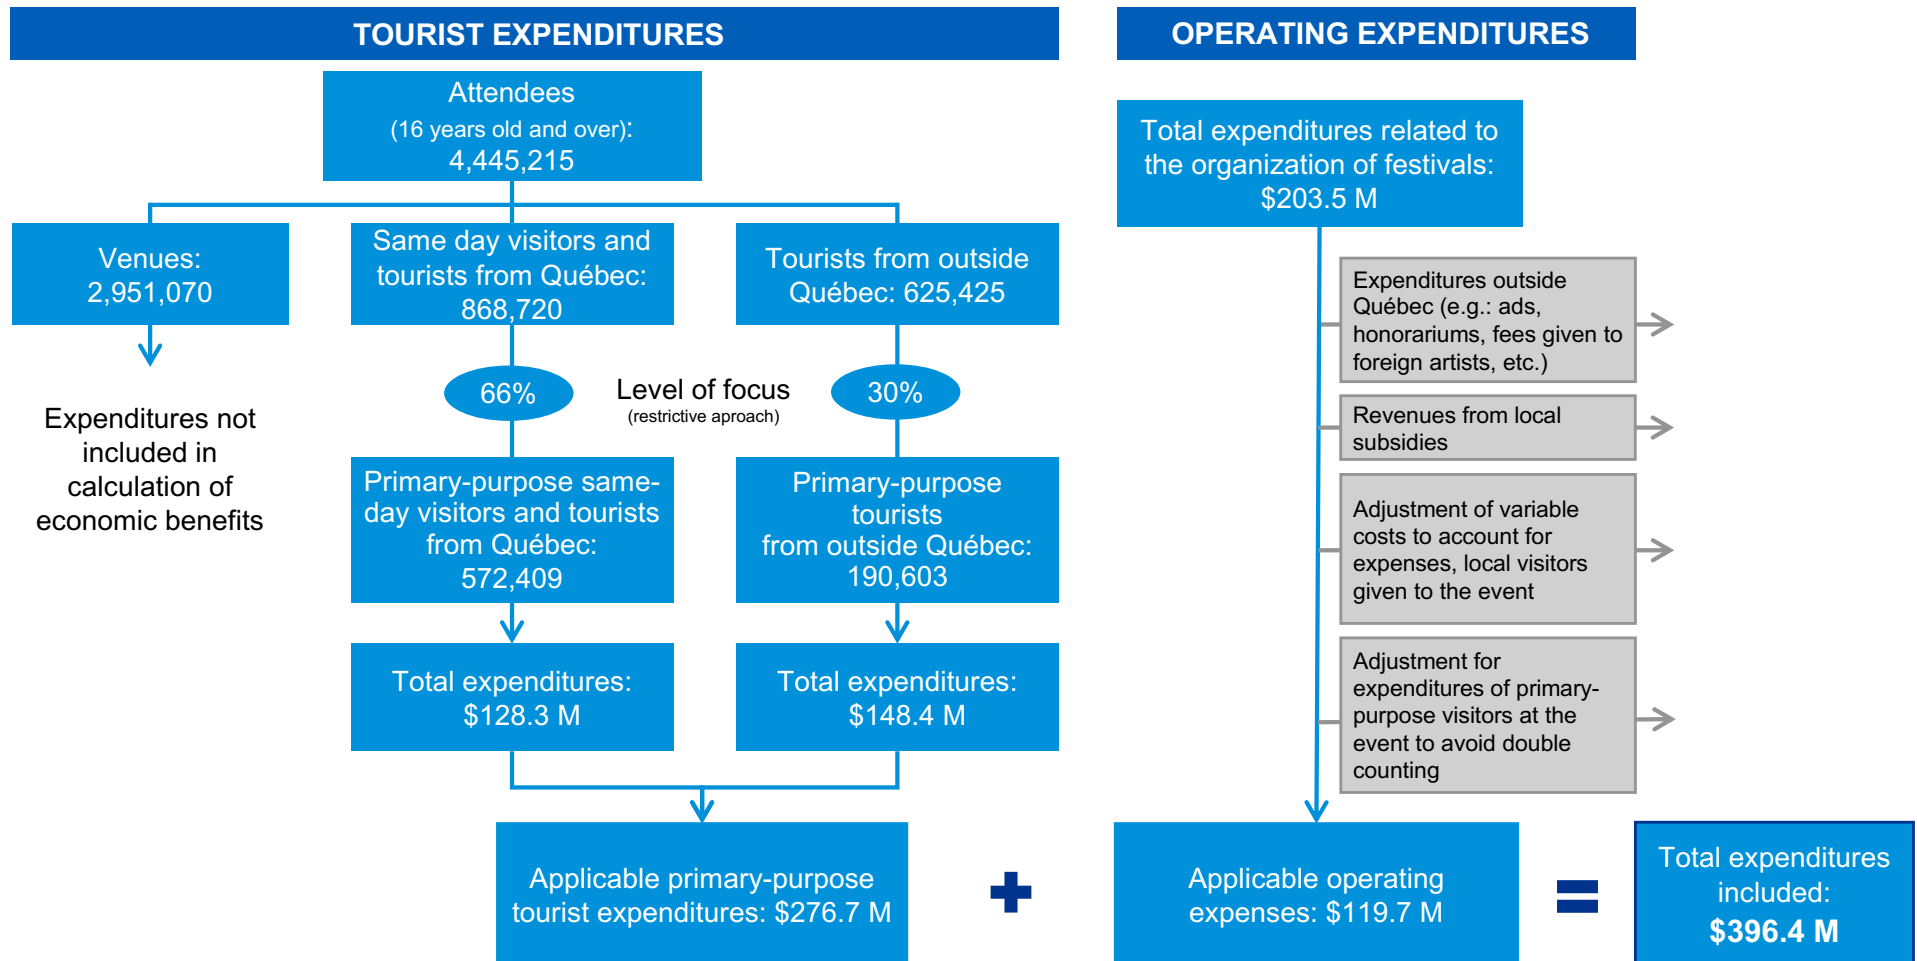 TOURIST EXPENDITURES
Attendees
(16 years old and over):
4,445,215
Venues:
2,951,070
Same day visitors and
tourists from Québec:
868,720
Tourists from outside
Québec: 625,425
66%
Level of focus
(restrictive aproach)
30%
Expenditures not
included in
calculation of
economic benefits
Primary-purpose same-
day visitors and tourists
from Québec:
572,409
Primary-purpose
tourists
from outside Québec:
190,603
Total expenditures:
$128.3 M
Total expenditures:
$148.4 M
Applicable primary-purpose
tourist expenditures: $276.7 M
OPERATING EXPENDITURES
Total expenditures related to
the organization of festivals:
$203.5 M
Expenditures outside
Québec (e.g.: ads,
honorariums, fees given to
foreign artists, etc.)
Revenues from local
subsidies
Adjustment of variable
costs to account for
expenses, local visitors
given to the event
Adjustment for
expenditures of primary-
purpose visitors at the
event to avoid double
counting
+
Applicable operating
expenses: $119.7 M
=
Total expenditures
included:
$396.4 M